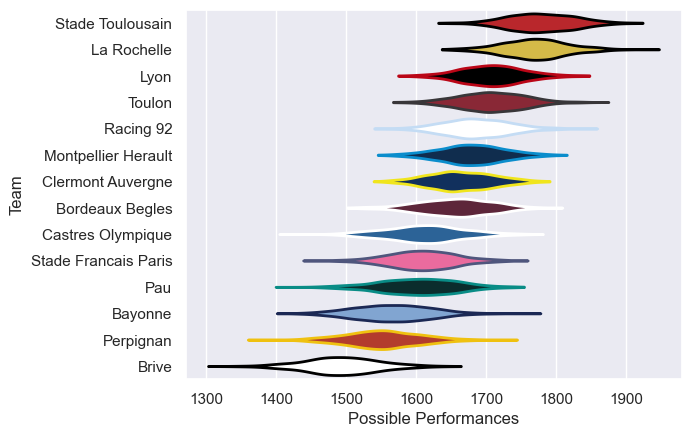 Stade Toulousain
La Rochelle
Lyon
Toulon
Racing 92
Montpellier Herault
Clermont Auvergne
Bordeaux Begles
Castres Olympique
Stade Francais Paris
Pau
Bayonne
Perpignan
Brive
Team
1300 1400 1500 1600 1700 1800 1900
Possible Performances